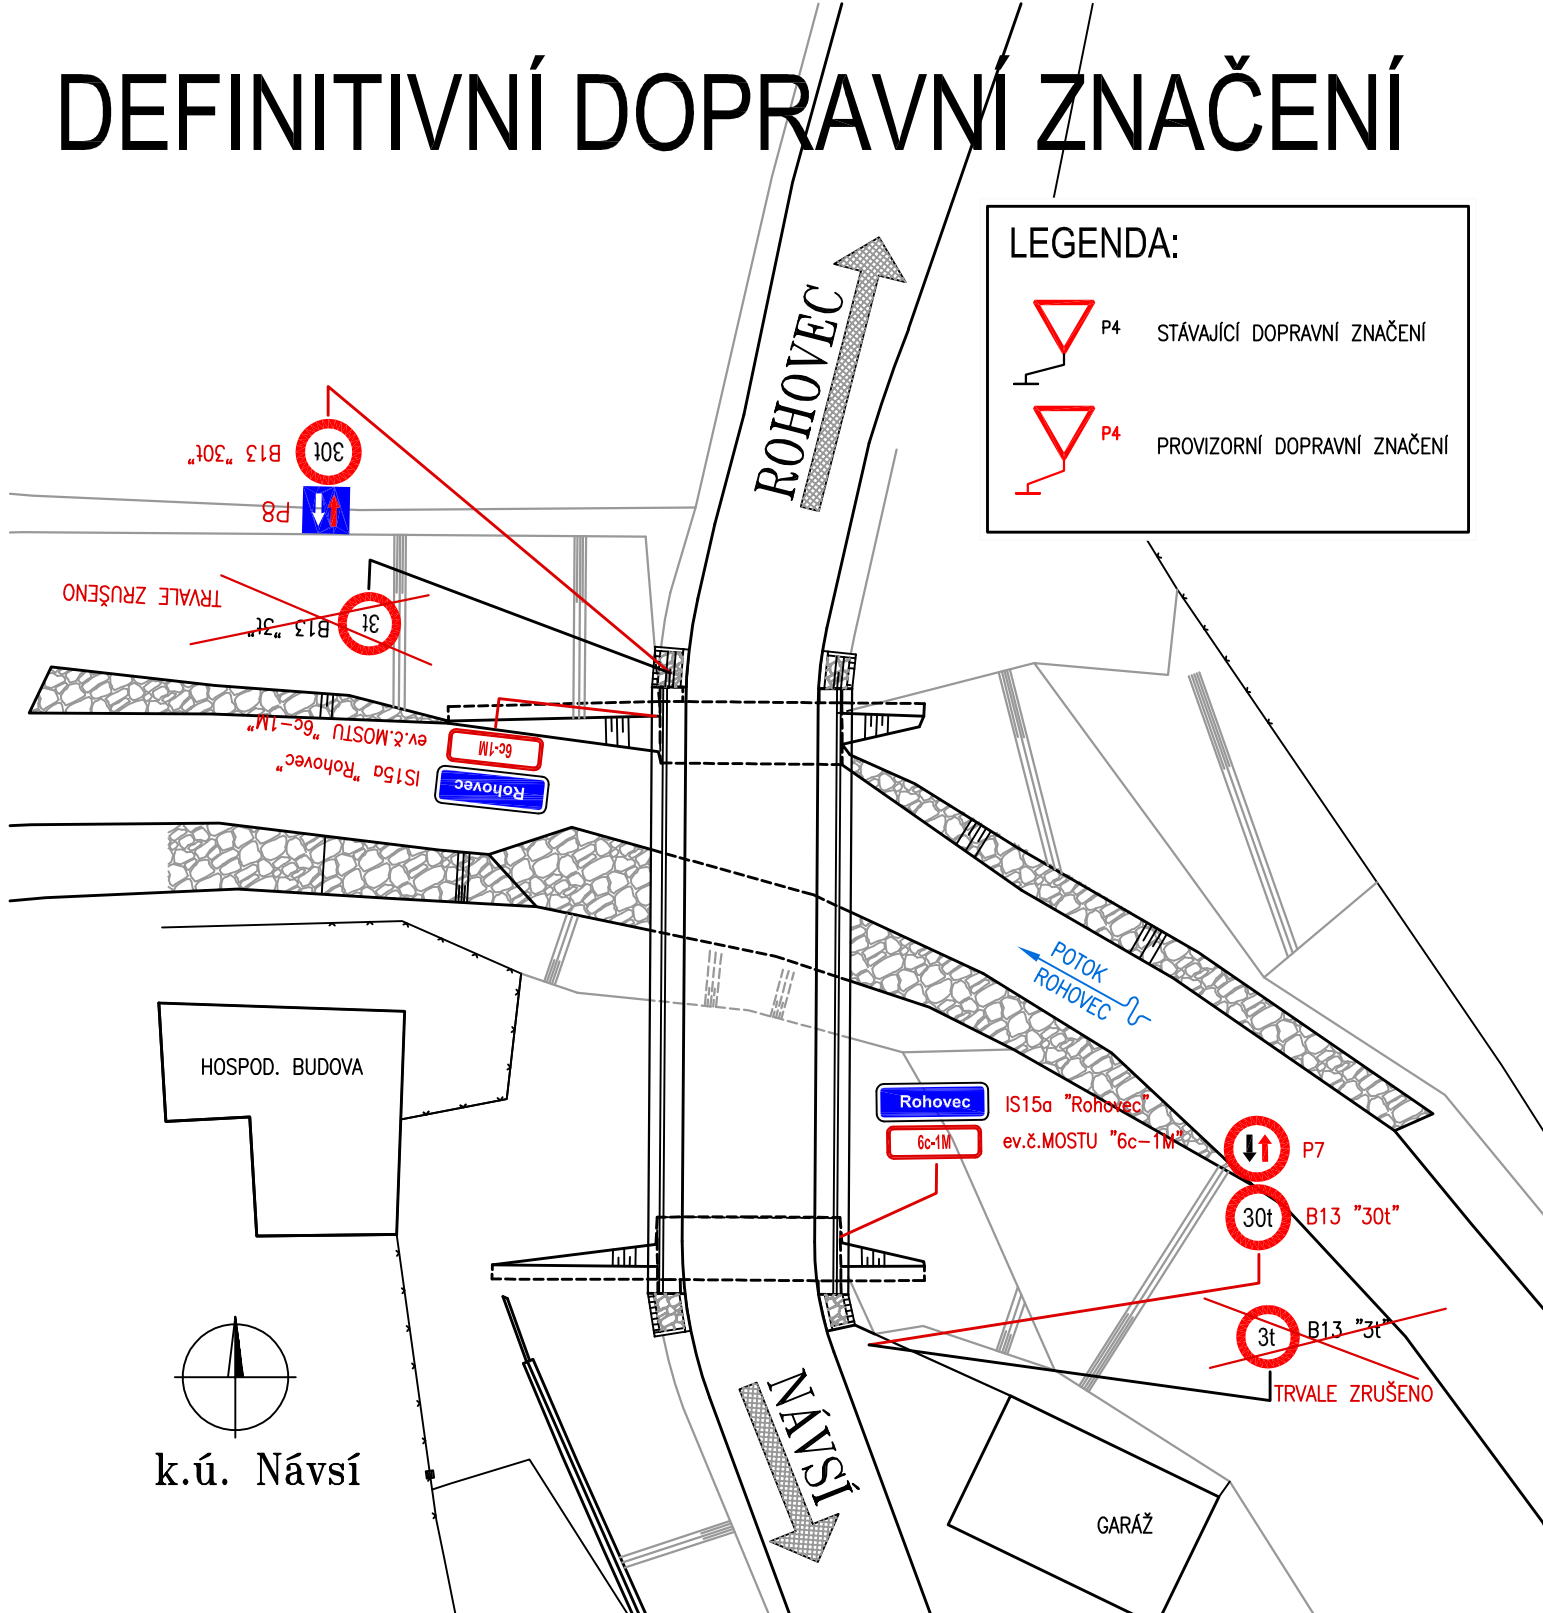 DEFINITIVNÍ DOPRAVNÍ ZNAČENÍ
LEGENDA:
P4 STÁVAJÍCÍ DOPRAVNÍ ZNAČENÍ
P4 PROVIZORNÍ DOPRAVNÍ ZNAČENÍ
ROHOVEC
30t
B13 "30t"
P8
TRVALE ZRUŠENO
3t
B13 "3t"
ev.č.MOSTU "6c-1M"
6c-1M
IS15a "Rohovec"
Rohovec
POTOK
ROHOVEC
HOSPOD. BUDOVA
Rohovec
IS15a "Rohovec"
6c-1M
ev.č.MOSTU "6c-1M"
P7
30t
B13 "30t"
3t
B13 "3t"
TRVALE ZRUŠENO
NÁVSÍ
k.ú. Návsí
GARÁŽ